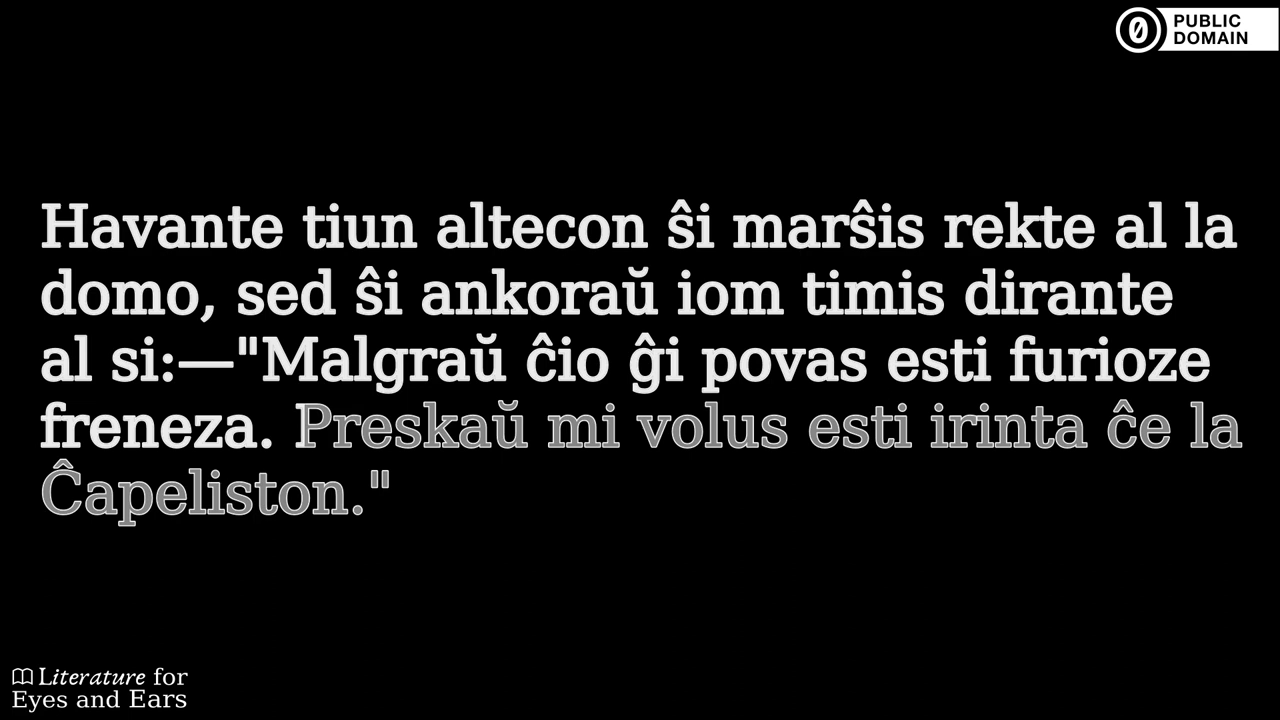 PUBLIC
DOMAIN
Havante tiun altecon ŝi marŝis rekte al la
domo, sed ŝi ankoraŭ iom timis dirante
al si:—"Malgraŭ ĉio ĝi povas esti furioze
freneza. Preskaŭ mi volus esti irinta ĉe la
Ĉapeliston."
Literature for
Eyes and Ears